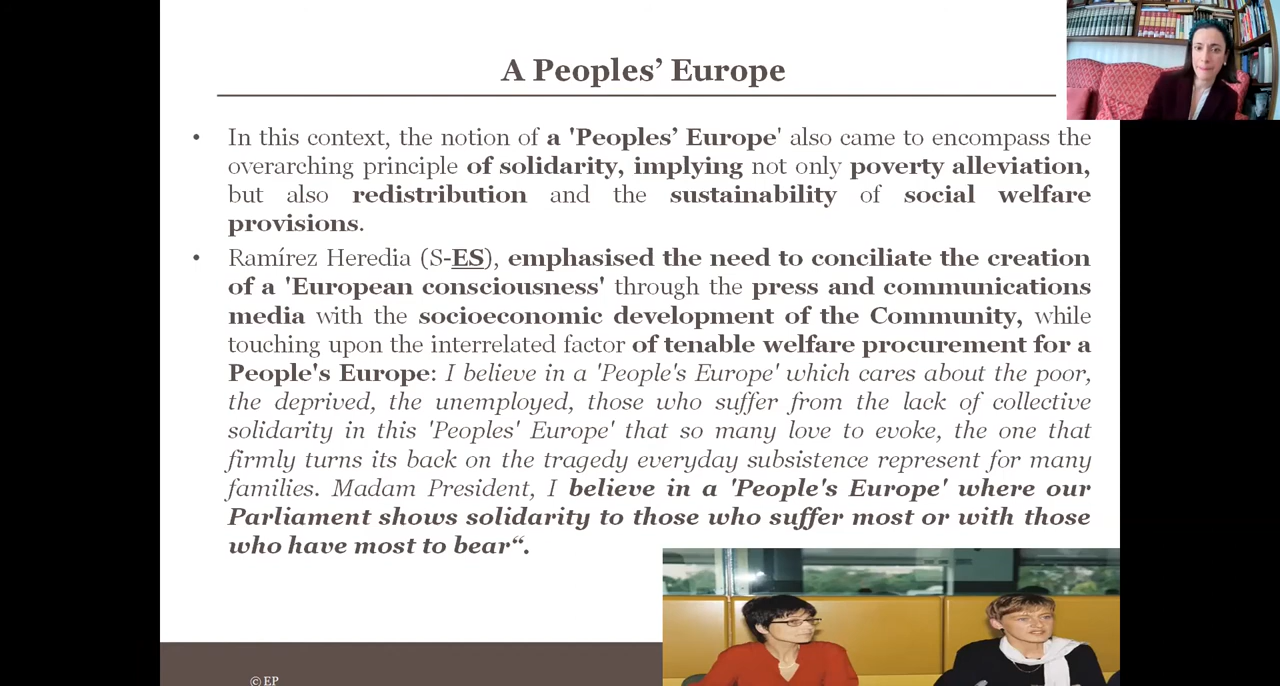 A Peoples’ Europe
• In this context, the notion of a 'Peoples’ Europe' also came to encompass the
overarching principle of solidarity, implying not only poverty alleviation,
but also redistribution and the sustainability of social welfare
provisions.
• Ramírez Heredia (S-ES), emphasised the need to conciliate the creation
of a 'European consciousness' through the press and communications
media with the socioeconomic development of the Community, while
touching upon the interrelated factor of tenable welfare procurement for a
People's Europe: I believe in a 'People's Europe' which cares about the poor,
the deprived, the unemployed, those who suffer from the lack of collective
solidarity in this 'Peoples' Europe' that so many love to evoke, the one that
firmly turns its back on the tragedy everyday subsistence represent for many
families. Madam President, I believe in a 'People's Europe' where our
Parliament shows solidarity to those who suffer most or with those
who have most to bear“.
© EP